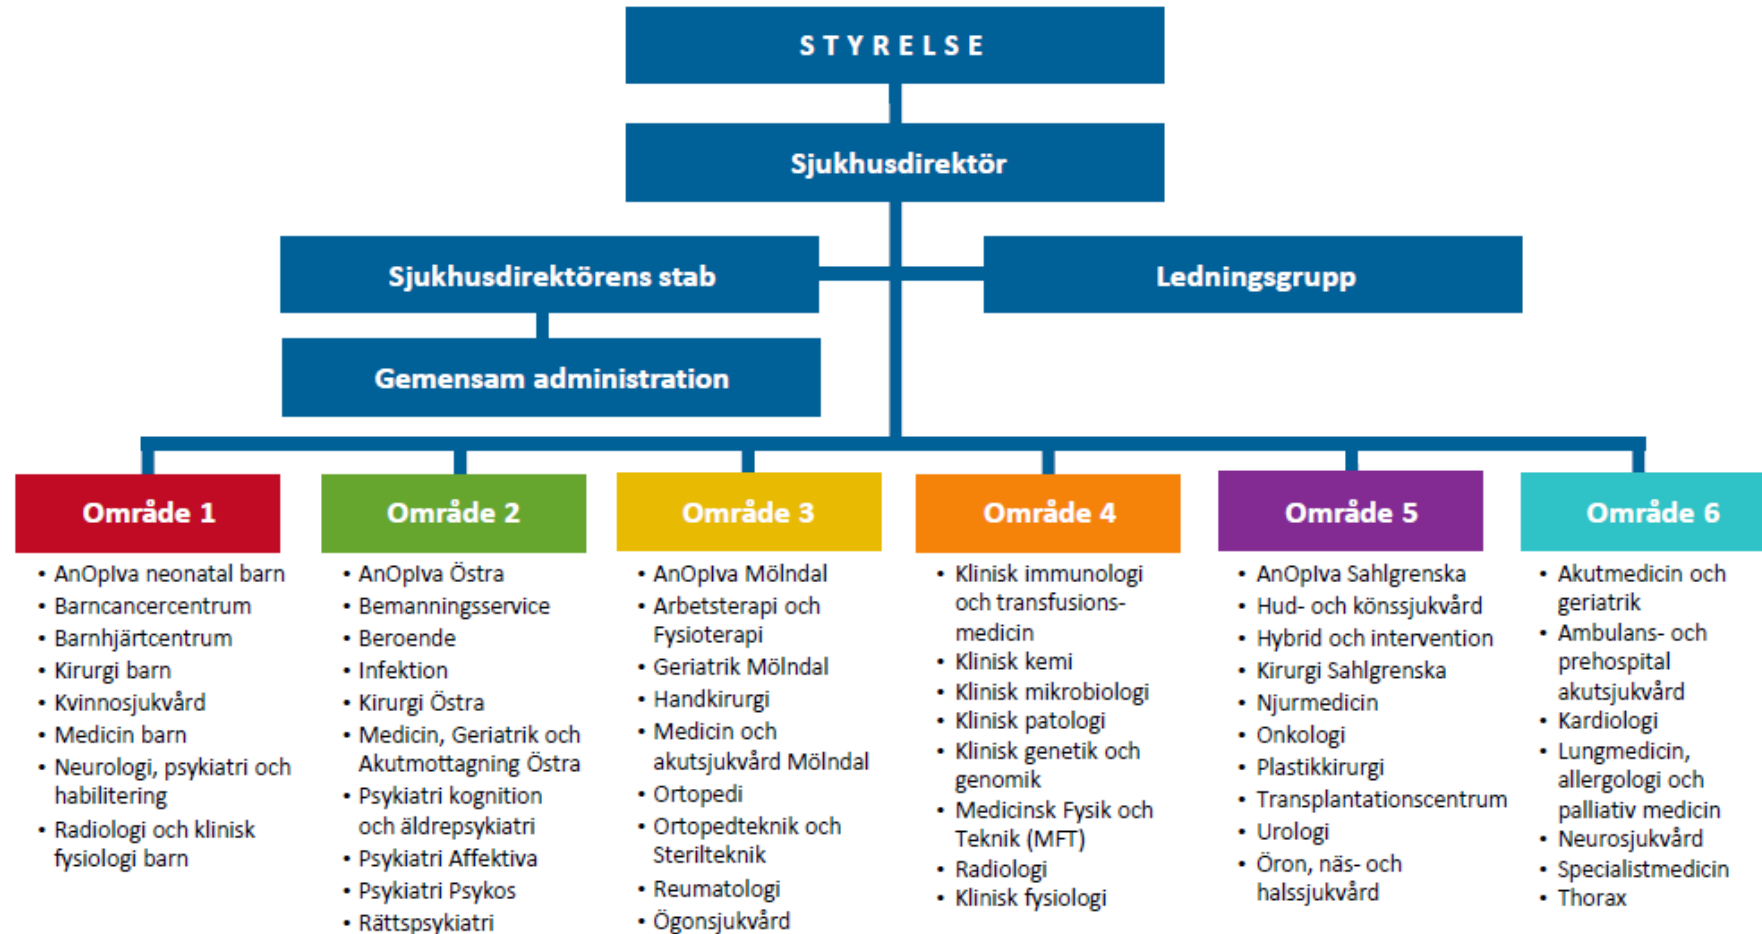 STYRELSE
Sjukhusdirektör
Sjukhusdirektörens stab
Ledningsgrupp
Gemensam administration
Område 1
• AnOpIva neonatal barn
• Barncancercentrum
• Barnhjärtcentrum
• Kirurgi barn
• Kvinnosjukvård
• Medicin barn
• Neurologi, psykiatri och
habilitering
• Radiologi och klinisk
fysiologi barn
Område 2
• AnOpIva Östra
• Bemanningsservice
• Beroende
• Infektion
• Kirurgi Östra
• Medicin, Geriatrik och
Akutmottagning Östra
• Psykiatri kognition
och äldrepsykiatri
• Psykiatri Affektiva
• Psykiatri Psykos
• Rättspsykiatri
Område 3
• AnOpIva Mölndal
• Arbetsterapi och
Fysioterapi
• Geriatrik Mölndal
• Handkirurgi
• Medicin och
akutsjukvård Mölndal
• Ortopedi
• Ortopedteknik och
Sterilteknik
• Reumatologi
• Ögonsjukvård
Område 4
• Klinisk immunologi
och transfusions-
medicin
• Klinisk kemi
• Klinisk mikrobiologi
• Klinisk patologi
• Klinisk genetik och
genomik
• Medicinsk Fysik och
Teknik (MFT)
• Radiologi
• Klinisk fysiologi
Område 5
• AnOpIva Sahlgrenska
• Hud- och könssjukvård
• Hybrid och intervention
• Kirurgi Sahlgrenska
• Njurmedicin
• Onkologi
• Plastikkirurgi
• Transplantationscentrum
• Urologi
• Öron, näs- och
halssjukvård
Område 6
• Akutmedicin och
geriatrik
• Ambulans- och
prehospital
akutsjukvård
• Kardiologi
• Lungmedicin,
allergologi och
palliativ medicin
• Neurosjukvård
• Specialistmedicin
• Thorax